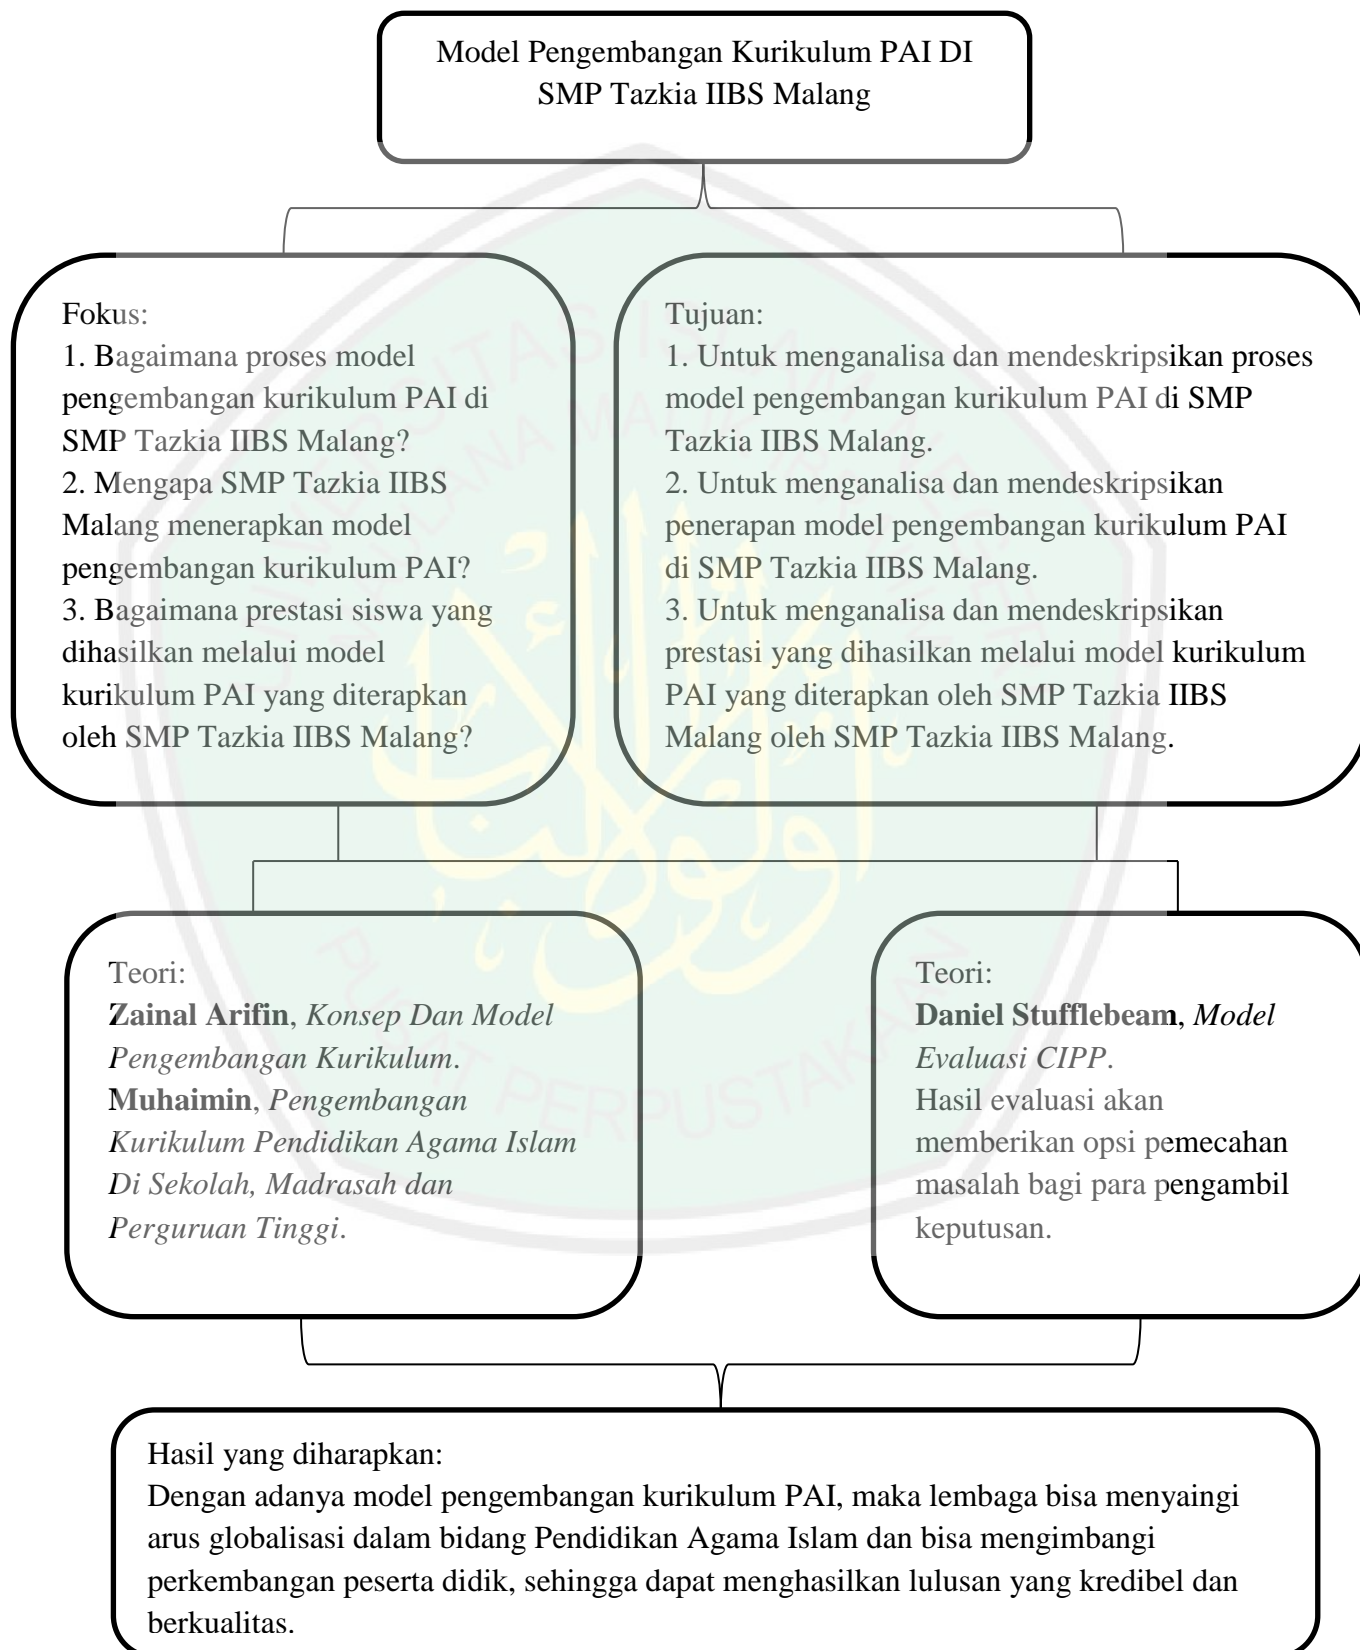 Model Pengembangan Kurikulum PAI DI
SMP Tazkia IIBS Malang
Fokus:
1. Bagaimana proses model
pengembangan kurikulum PAI di
SMP Tazkia IIBS Malang?
2. Mengapa SMP Tazkia IIBS
Malang menerapkan model
pengembangan kurikulum PAI?
3. Bagaimana prestasi siswa yang
dihasilkan melalui model
kurikulum PAI yang diterapkan
oleh SMP Tazkia IIBS Malang?
Tujuan:
1. Untuk menganalisa dan mendeskripsikan proses
model pengembangan kurikulum PAI di SMP
Tazkia IIBS Malang.
2. Untuk menganalisa dan mendeskripsikan
penerapan model pengembangan kurikulum PAI
di SMP Tazkia IIBS Malang.
3. Untuk menganalisa dan mendeskripsikan
prestasi yang dihasilkan melalui model kurikulum
PAI yang diterapkan oleh SMP Tazkia IIBS
Malang oleh SMP Tazkia IIBS Malang.
Teori:
Zainal Arifin, Konsep Dan Model
Pengembangan Kurikulum.
Muhaimin, Pengembangan
Kurikulum Pendidikan Agama Islam
Di Sekolah, Madrasah dan
Perguruan Tinggi.
Teori:
Daniel Stufflebeam, Model
Evaluasi CIPP.
Hasil evaluasi akan
memberikan opsi pemecahan
masalah bagi para pengambil
keputusan.
Hasil yang diharapkan:
Dengan adanya model pengembangan kurikulum PAI, maka lembaga bisa menyaingi
arus globalisasi dalam bidang Pendidikan Agama Islam dan bisa mengimbangi
perkembangan peserta didik, sehingga dapat menghasilkan lulusan yang kredibel dan
berkualitas.
UNIVERSITAS ISLAM NEGERI
MAULANA MALIK IBRAHIM
PUSAT PERPUSTAKAAN